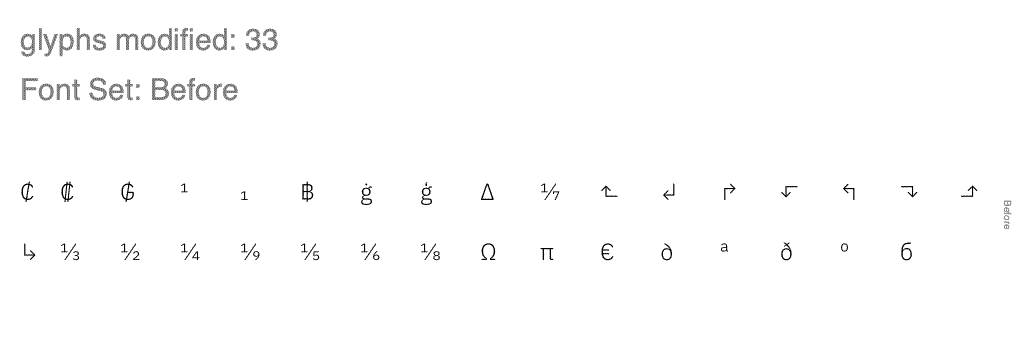 glyphs modified: 33
Font Set: Before
₵ ₡ ₲ ¹ ₁ ฿ ġ ģ ∆ ⅐ ⬑ ↲ ↱ ⬐ ↰ ⬎ ⬏
↳ ⅓ ½ ¼ ⅑ ⅕ ⅙ ⅛ Ω π € ∂ ª ð º б
Before